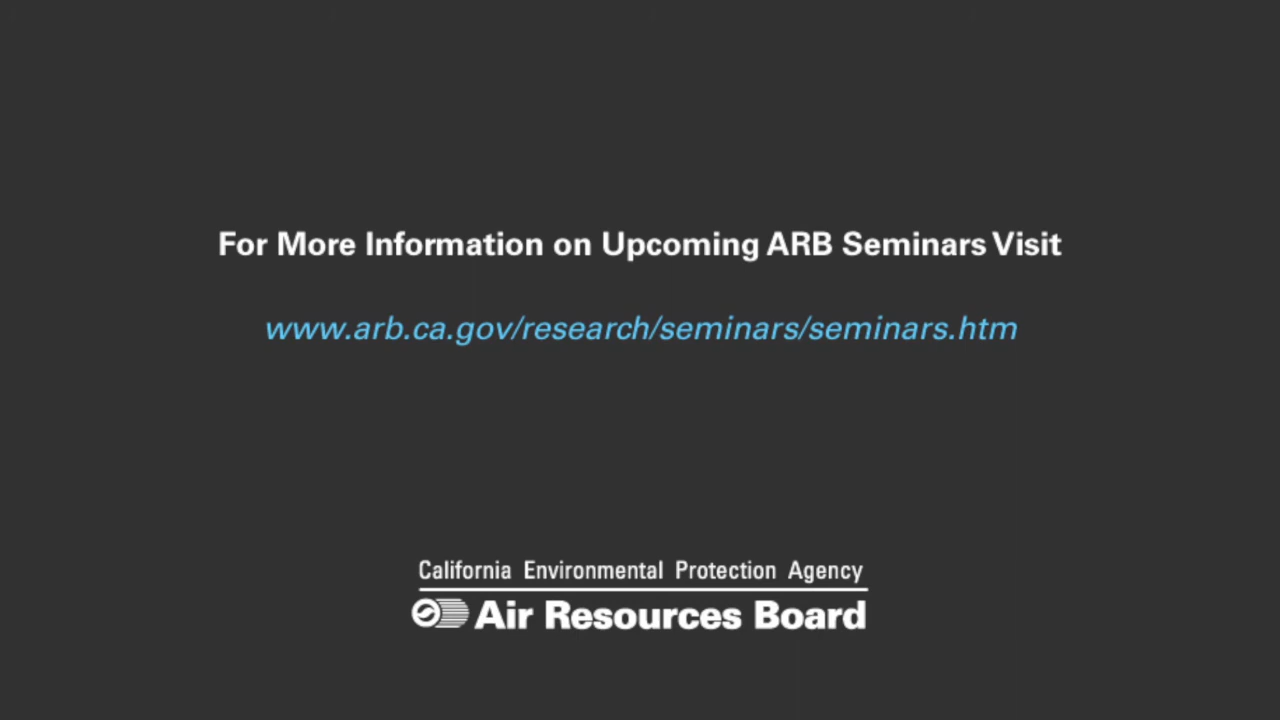 For More Information on Upcoming ARB Seminars Visit
www.arb.ca.gov/research/seminars/seminars.htm
California Environmental Protection Agency
Air Resources Board